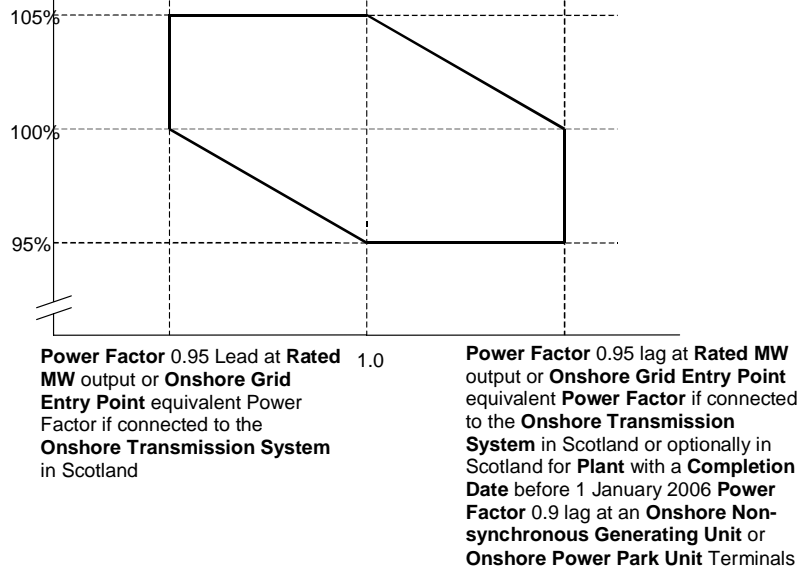 105%
100%
95%
Power Factor 0.95 Lead at Rated
MW output or Onshore Grid
Entry Point equivalent Power
Factor if connected to the
Onshore Transmission System
in Scotland
1.0
Power Factor 0.95 lag at Rated MW
output or Onshore Grid Entry Point
equivalent Power Factor if connected
to the Onshore Transmission
System in Scotland or optionally in
Scotland for Plant with a Completion
Date before 1 January 2006 Power
Factor 0.9 lag at an Onshore Non-
synchronous Generating Unit or
Onshore Power Park Unit Terminals